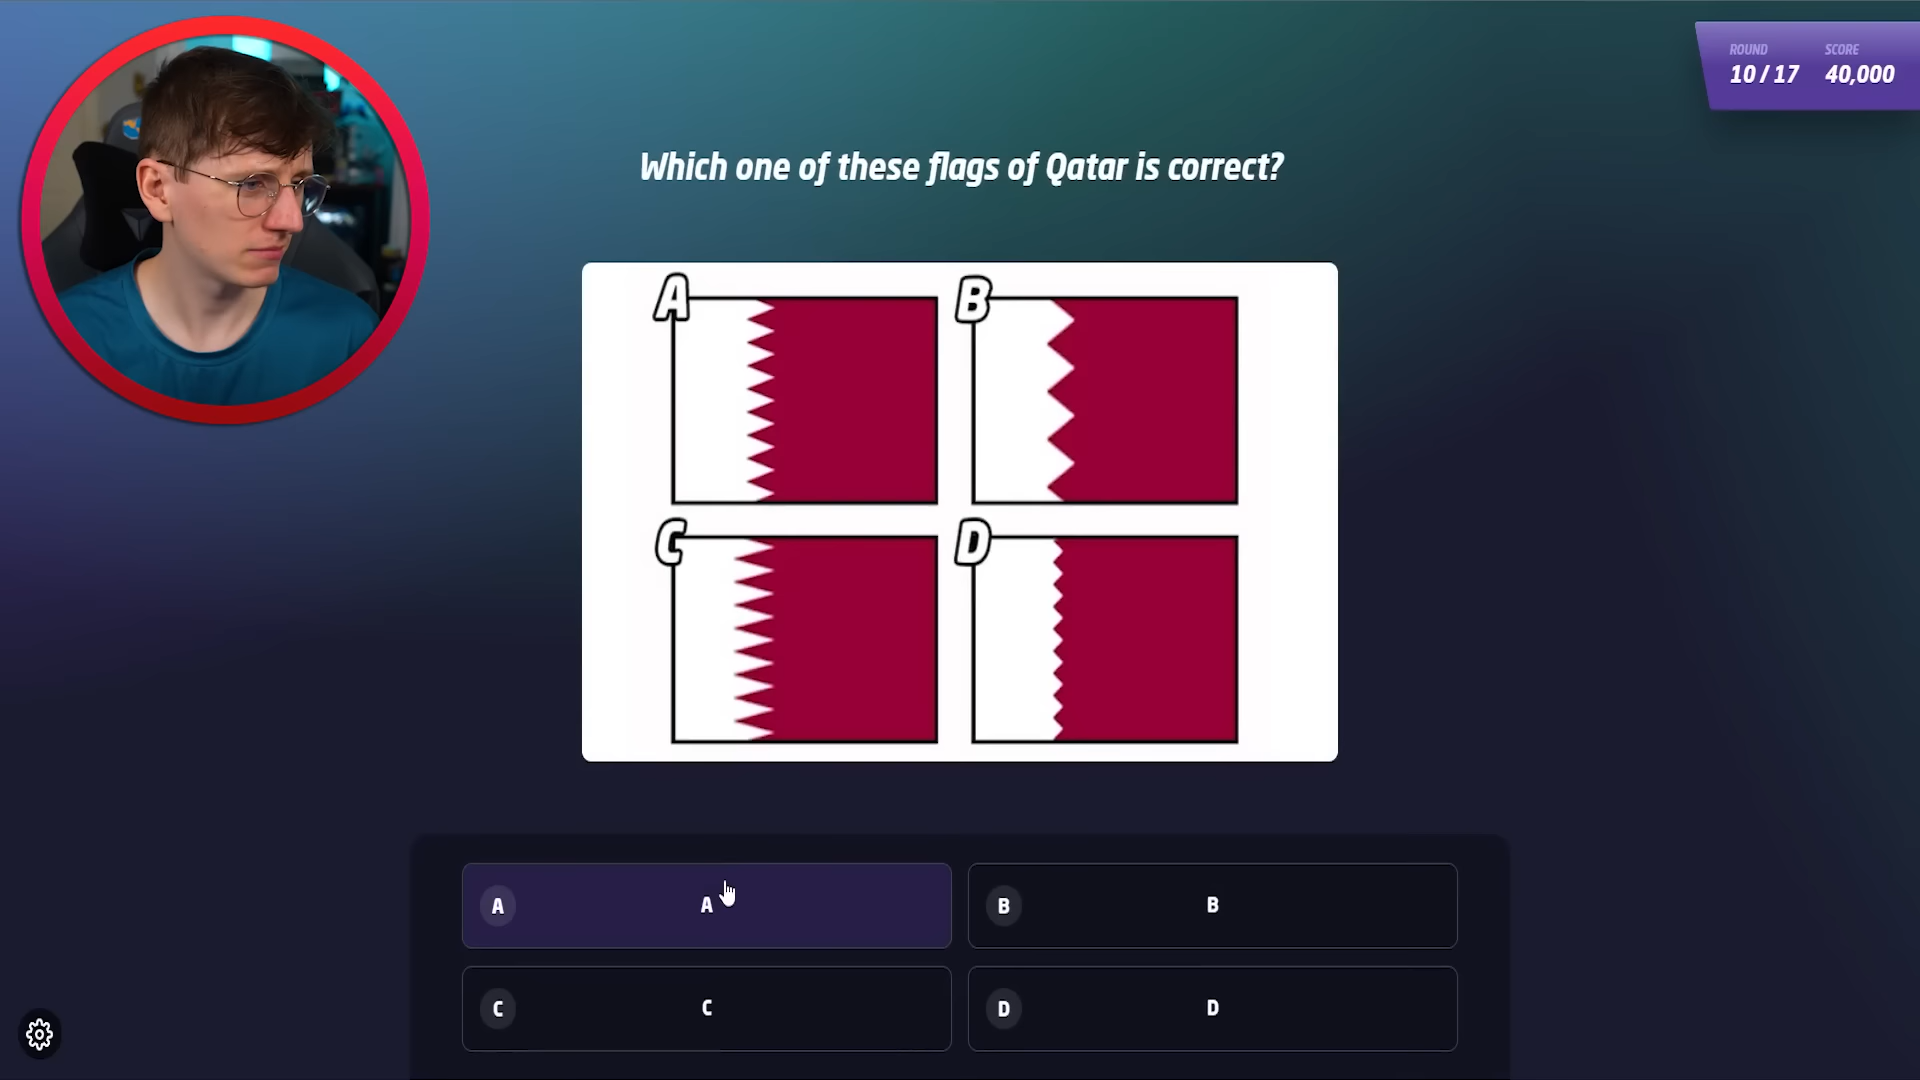 ROUND SCORE
10 / 17 40,000
Which one of these flags of Qatar is correct?
A B
C D
A A
B B
C C
D D